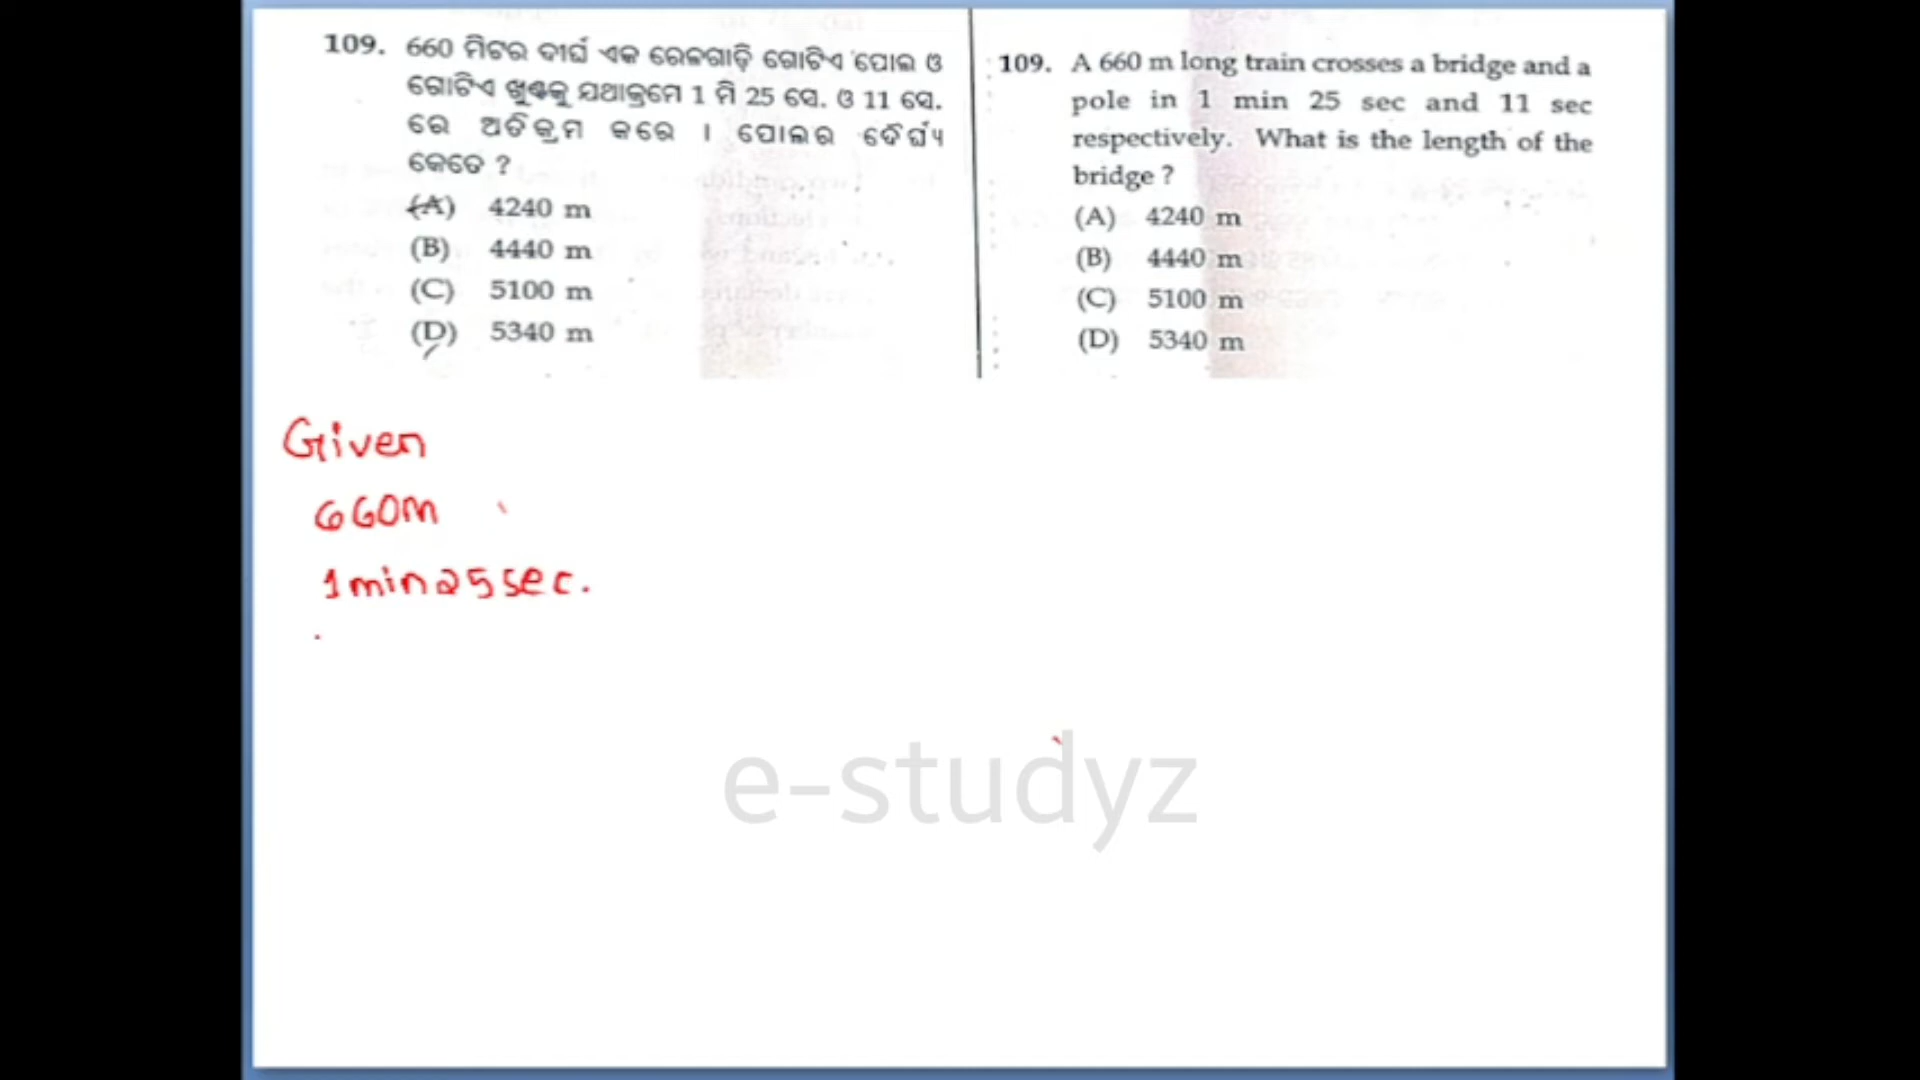 109. 660 ମିଟର ଦୀର୍ଘ ଏକ ରେଳଗାଡ଼ି ଗୋଟିଏ ପୋଲ ଓ
ଗୋଟିଏ ଖୁଣ୍ଟକୁ ଯଥାକ୍ରମେ 1 ମି 25 ସେ. ଓ 11 ସେ.
ରେ ଅତିକ୍ରମ କରେ । ପୋଲର ଦୈର୍ଘ୍ୟ
କେତେ ?
(A) 4240 m
(B) 4440 m
(C) 5100 m
(D) 5340 m
109. A 660 m long train crosses a bridge and a
pole in 1 min 25 sec and 11 sec
respectively. What is the length of the
bridge ?
(A) 4240 m
(B) 4440 m
(C) 5100 m
(D) 5340 m
Given
660m
1min25sec.
e-studyz